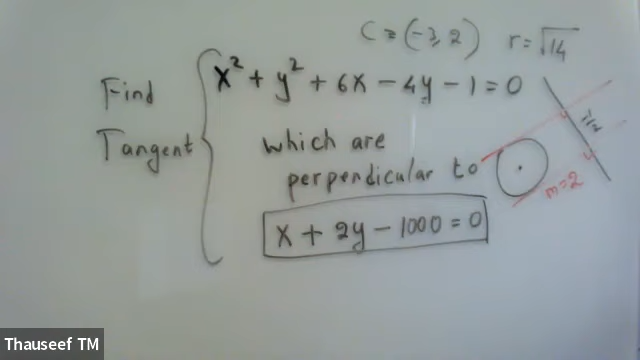 C = (-3, 2) r = √14
Find
Tangent
x² + y² + 6x - 4y - 1 = 0
which are
perpendicular to
x + 2y - 1000 = 0
m=2
Thauseef TM